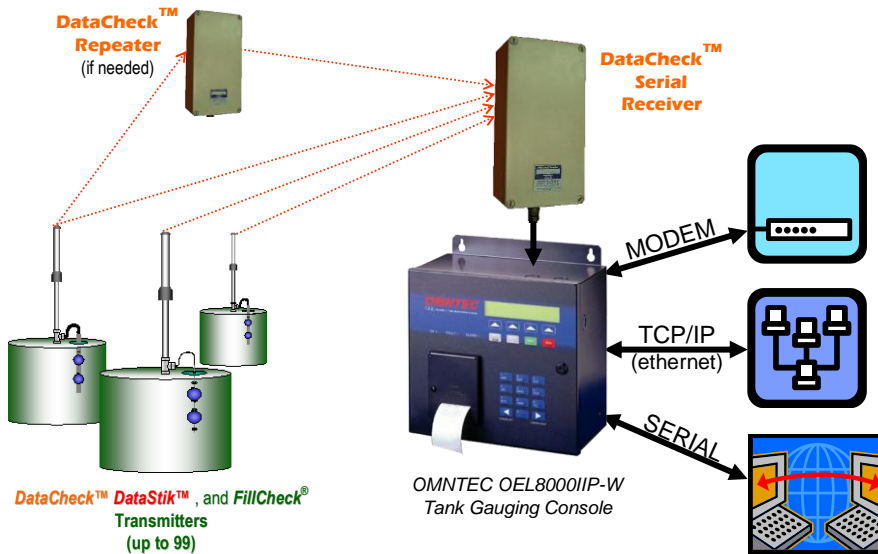 DataCheck™
Repeater
(if needed)
DataCheck™
Serial
Receiver
MODEM
TCP/IP
(ethernet)
SERIAL
OMNTEC
DataCheck™ DataStik™ , and FillCheck®
Transmitters
(up to 99)
OMNTEC OEL8000IIP-W
Tank Gauging Console